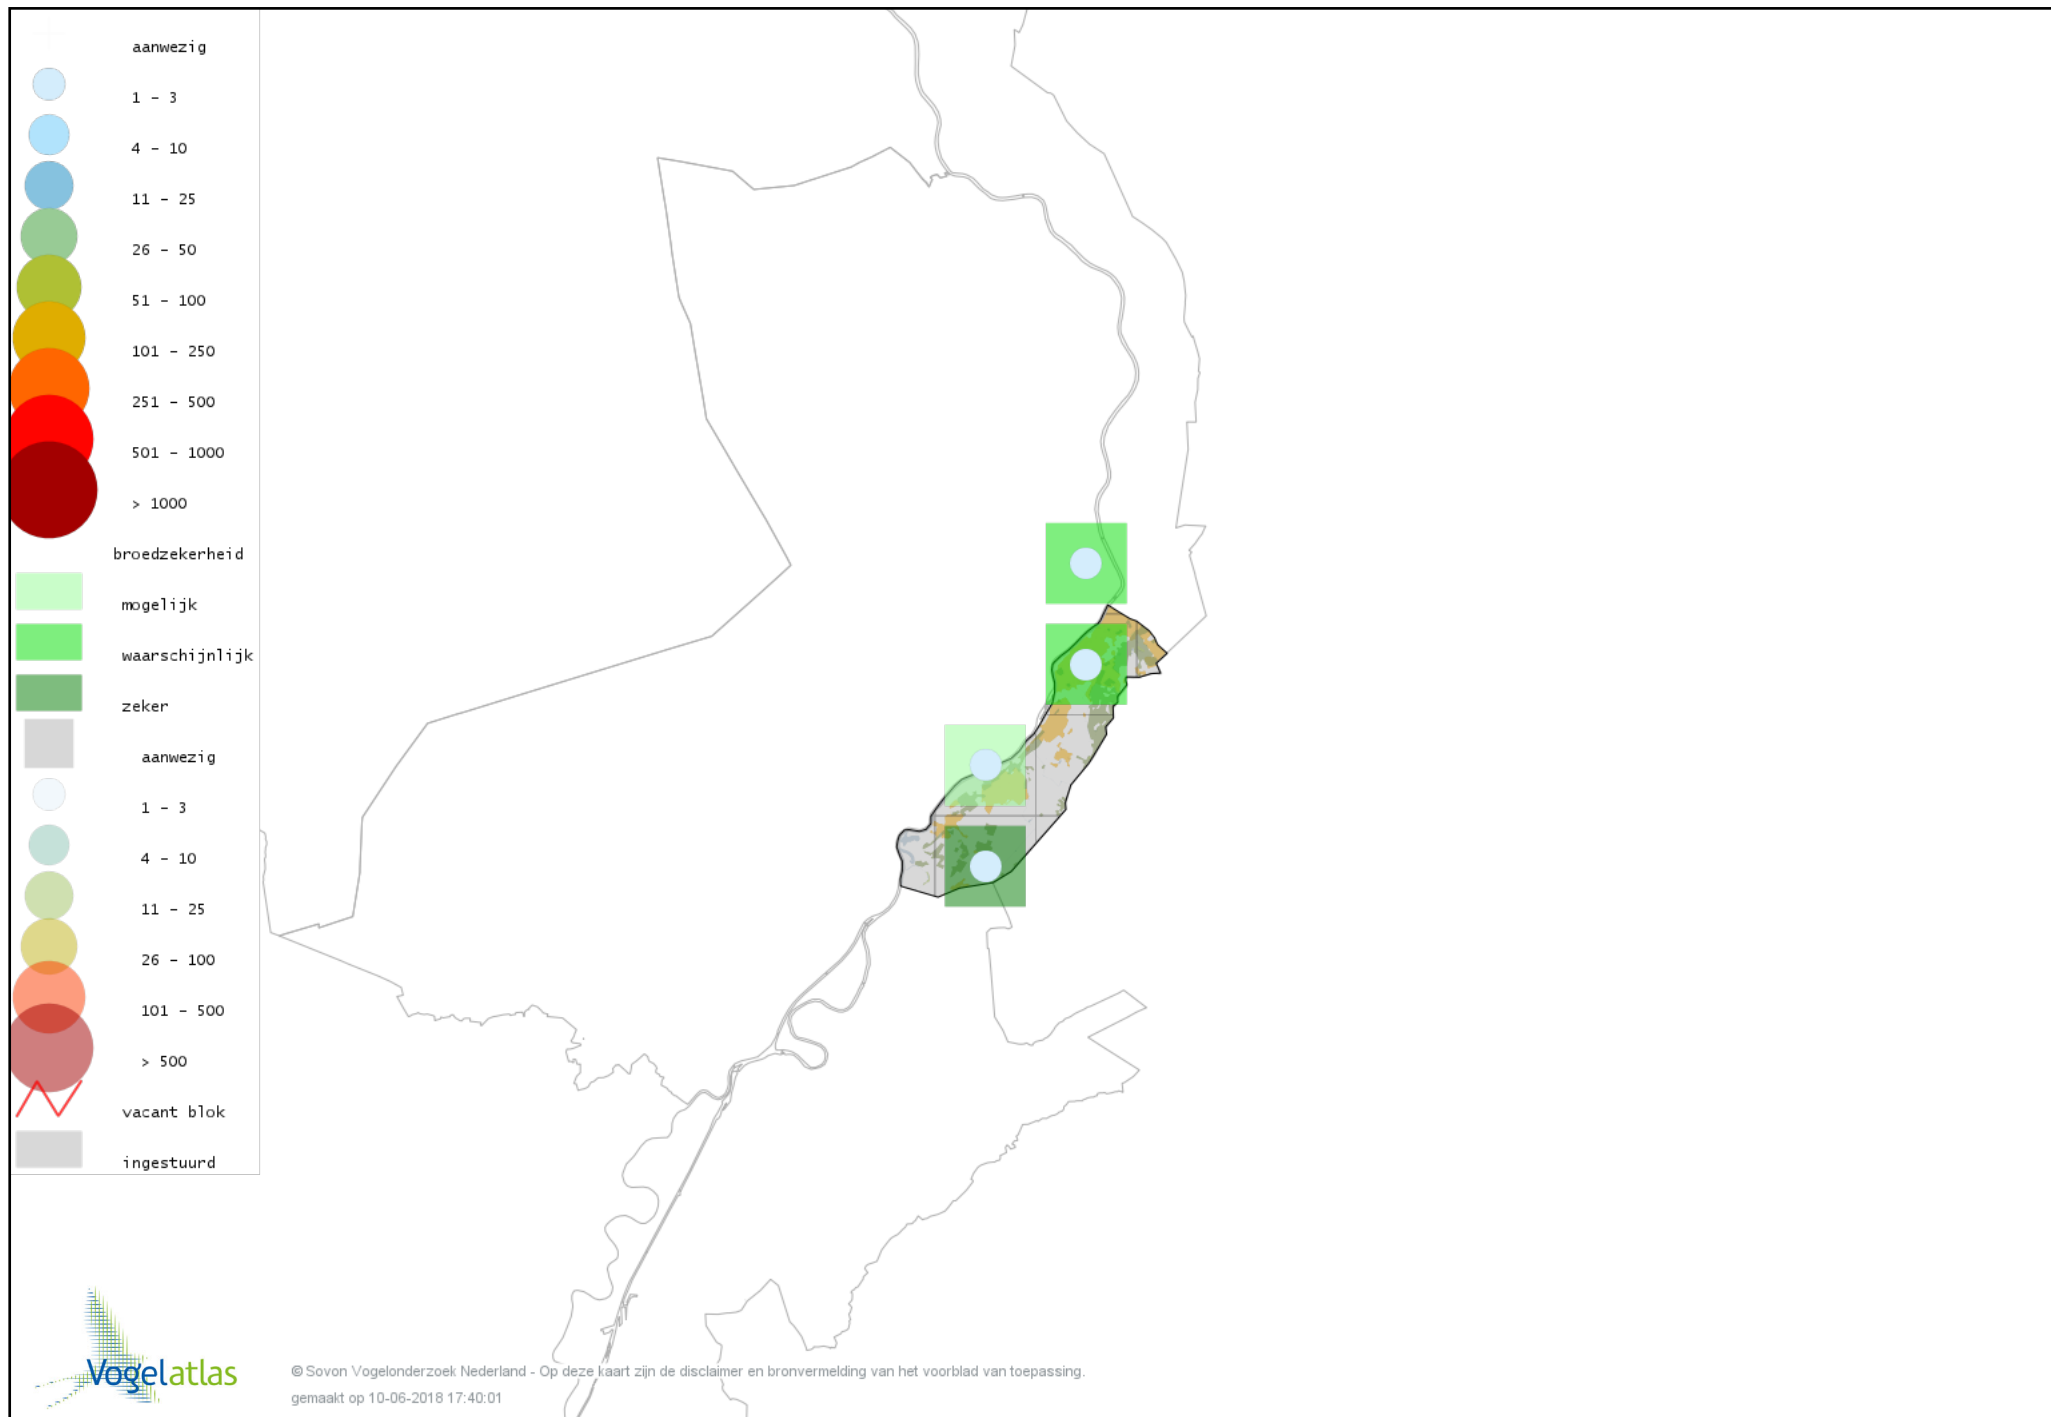 aanwezig
1 - 3
4 - 10
11 - 25
26 - 50
51 - 100
101 - 250
251 - 500
501 - 1000
> 1000
broedzekerheid
mogelijk
waarschijnlijk
zeker
aanwezig
1 - 3
4 - 10
11 - 25
26 - 100
101 - 500
> 500
vacant blok
ingestuurd
Vogelatlas
© Sovon Vogelonderzoek Nederland - Op deze kaart zijn de disclaimer en bronvermelding van het voorblad van toepassing.
gemaakt op 10-06-2018 17:40:01